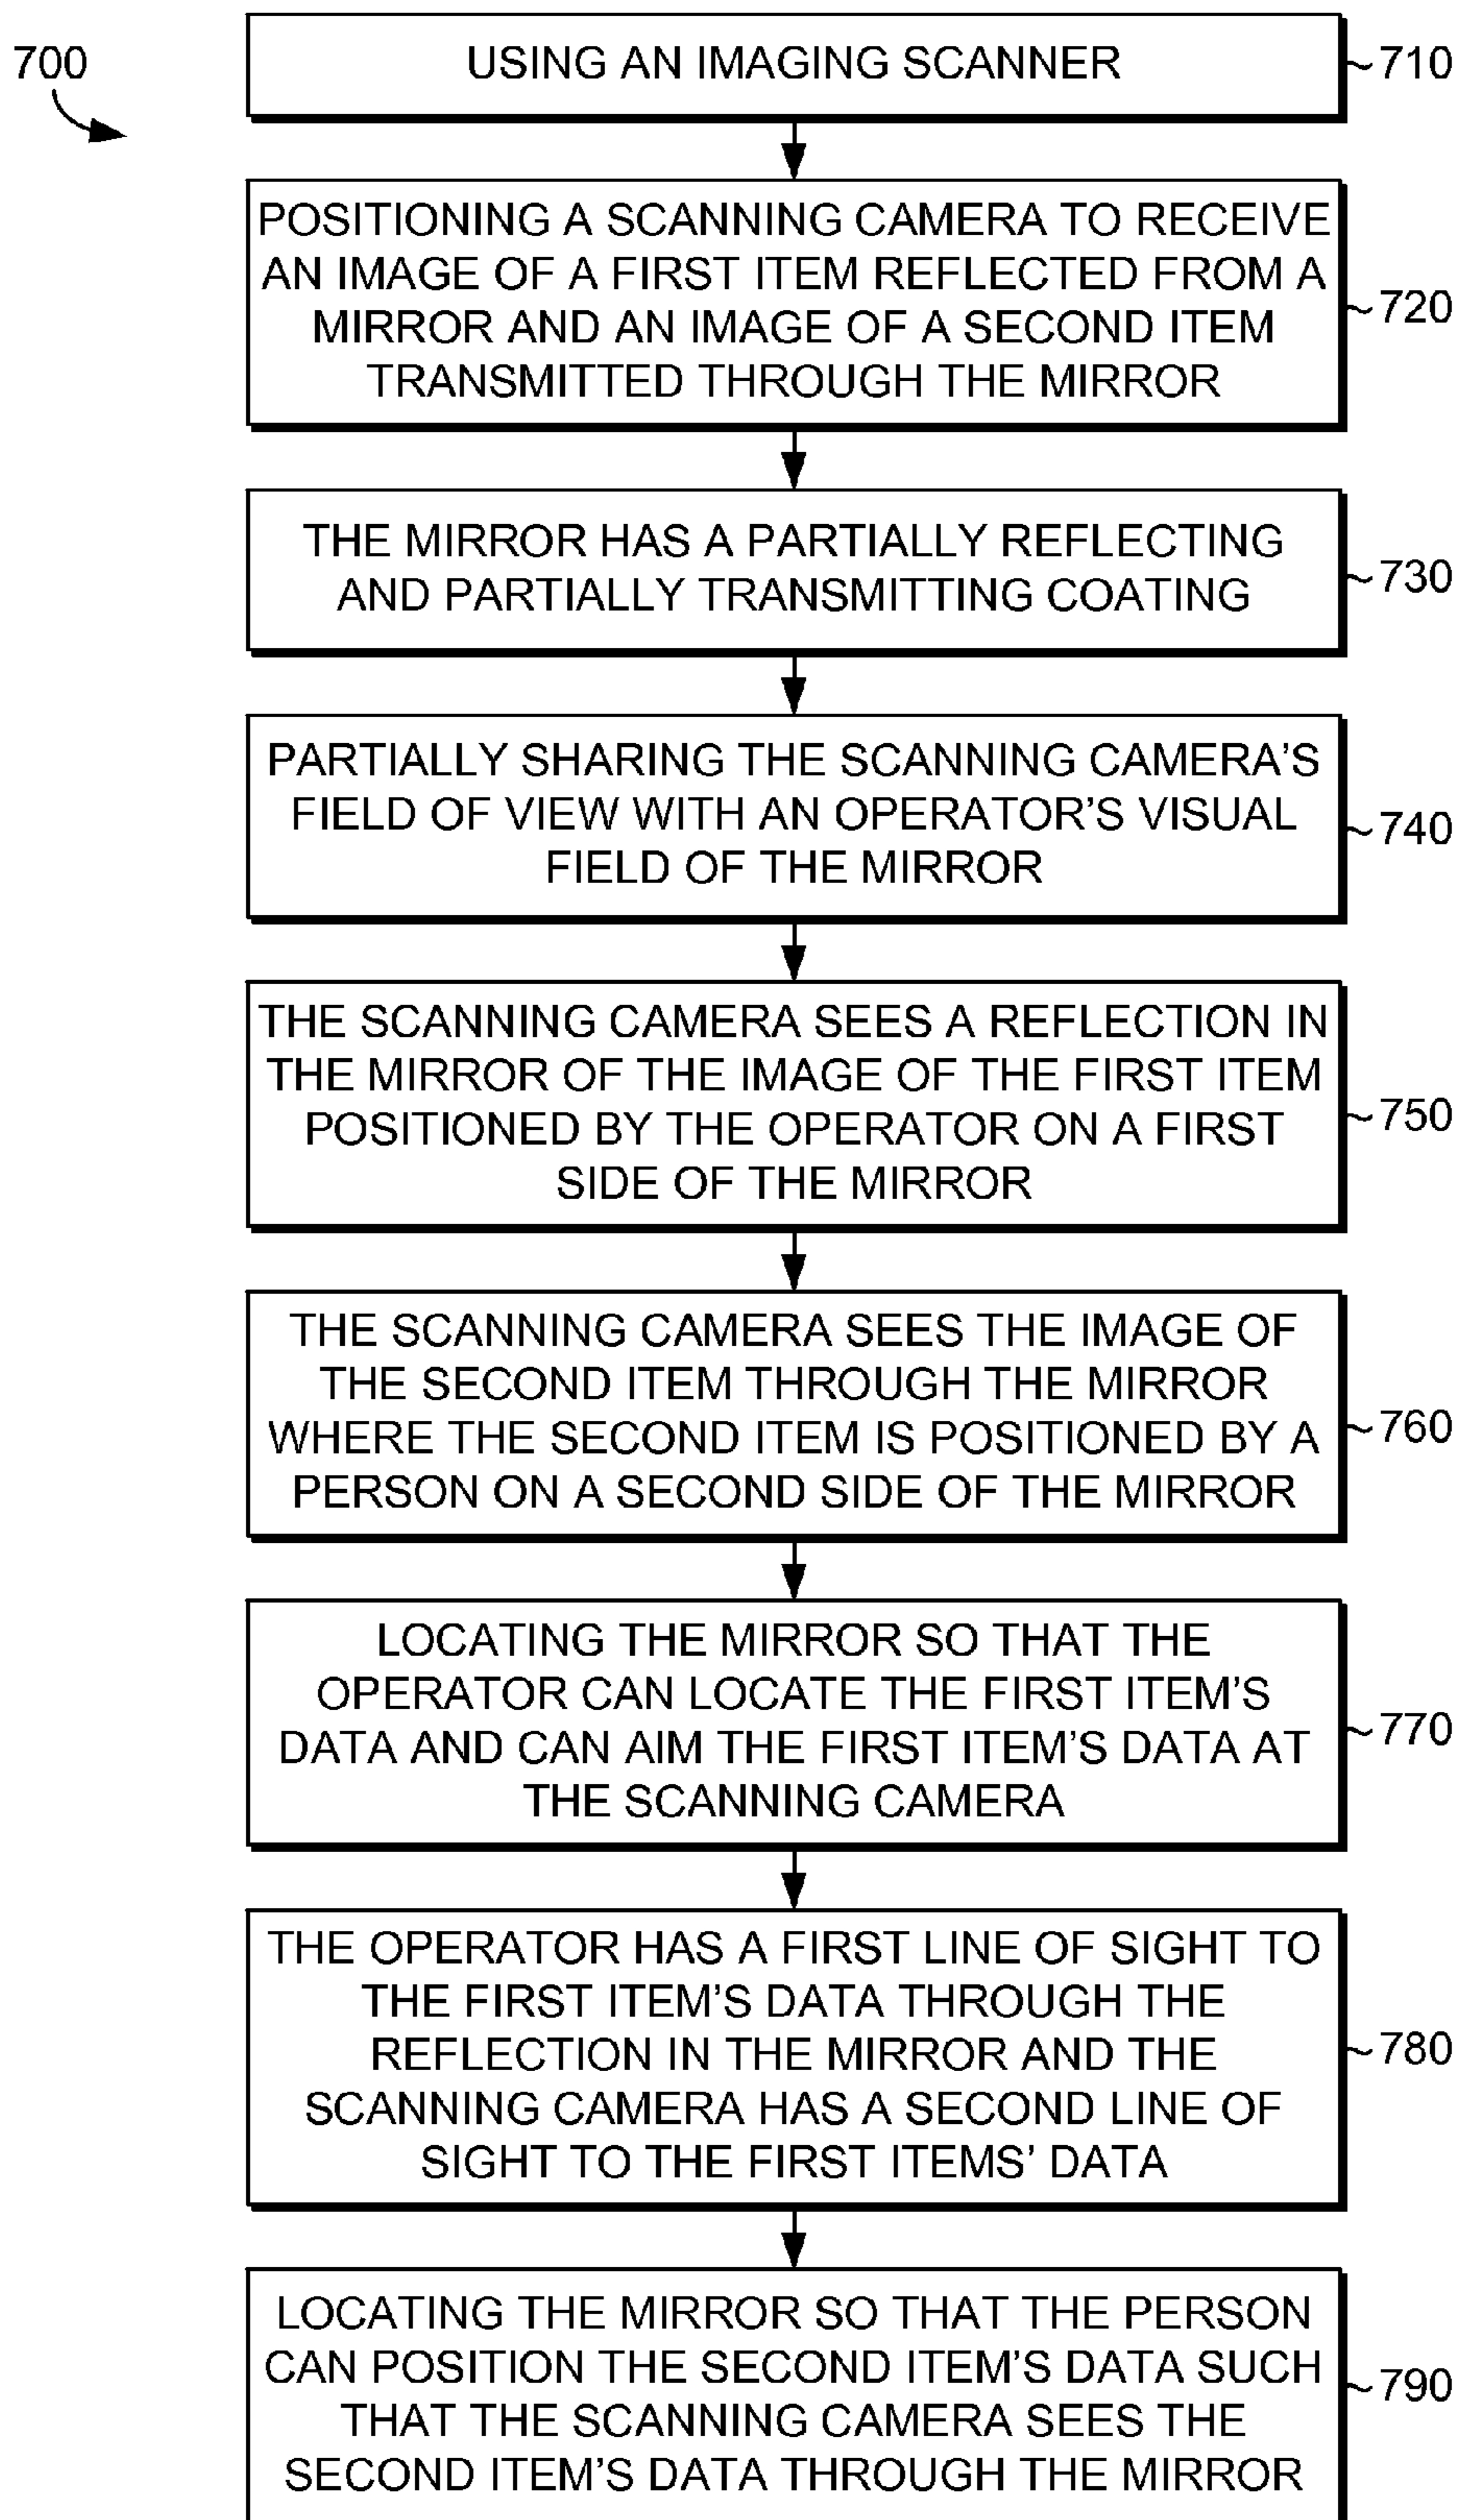 700
USING AN IMAGING SCANNER
710
POSITIONING A SCANNING CAMERA TO RECEIVE
AN IMAGE OF A FIRST ITEM REFLECTED FROM A
MIRROR AND AN IMAGE OF A SECOND ITEM
TRANSMITTED THROUGH THE MIRROR
720
THE MIRROR HAS A PARTIALLY REFLECTING
AND PARTIALLY TRANSMITTING COATING
730
PARTIALLY SHARING THE SCANNING CAMERA’S
FIELD OF VIEW WITH AN OPERATOR’S VISUAL
FIELD OF THE MIRROR
740
THE SCANNING CAMERA SEES A REFLECTION IN
THE MIRROR OF THE IMAGE OF THE FIRST ITEM
POSITIONED BY THE OPERATOR ON A FIRST
SIDE OF THE MIRROR
750
THE SCANNING CAMERA SEES THE IMAGE OF
THE SECOND ITEM THROUGH THE MIRROR
WHERE THE SECOND ITEM IS POSITIONED BY A
PERSON ON A SECOND SIDE OF THE MIRROR
760
LOCATING THE MIRROR SO THAT THE
OPERATOR CAN LOCATE THE FIRST ITEM’S
DATA AND CAN AIM THE FIRST ITEM’S DATA AT
THE SCANNING CAMERA
770
THE OPERATOR HAS A FIRST LINE OF SIGHT TO
THE FIRST ITEM’S DATA THROUGH THE
REFLECTION IN THE MIRROR AND THE
SCANNING CAMERA HAS A SECOND LINE OF
SIGHT TO THE FIRST ITEMS’ DATA
780
LOCATING THE MIRROR SO THAT THE PERSON
CAN POSITION THE SECOND ITEM’S DATA SUCH
THAT THE SCANNING CAMERA SEES THE
SECOND ITEM’S DATA THROUGH THE MIRROR
790